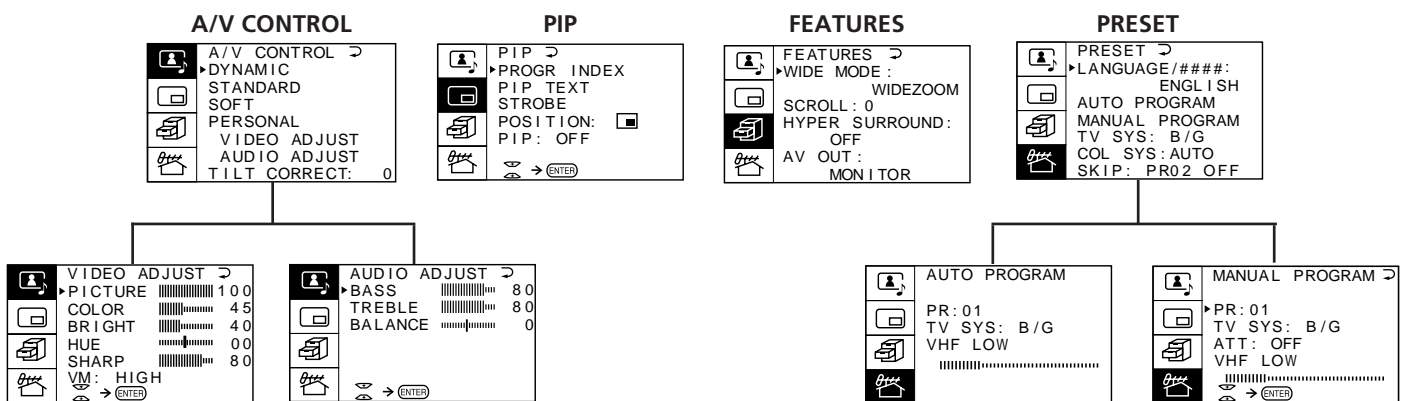 A/V CONTROL
A/V CONTROL
DYNAMIC
STANDARD
SOFT
PERSONAL
VIDEO ADJUST
AUDIO ADJUST
TILT CORRECT: 0
PIP
PIP
PROGR INDEX
PIP TEXT
STROBE
POSITION:
PIP: OFF
ENTER
FEATURES
FEATURES
WIDE MODE:
WIDEZOOM
SCROLL: 0
HYPER SURROUND:
OFF
AV OUT:
MONITOR
PRESET
PRESET
LANGUAGE/####:
ENGLISH
AUTO PROGRAM
MANUAL PROGRAM
TV SYS: B/G
COL SYS:AUTO
SKIP: PR02 OFF
VIDEO ADJUST
PICTURE 100
COLOR 45
BRIGHT 40
HUE 00
SHARP 80
VM: HIGH
ENTER
AUDIO ADJUST
BASS 80
TREBLE 80
BALANCE 0
ENTER
AUTO PROGRAM
PR:01
TV SYS: B/G
VHF LOW
MANUAL PROGRAM
PR:01
TV SYS: B/G
ATT: OFF
VHF LOW
ENTER